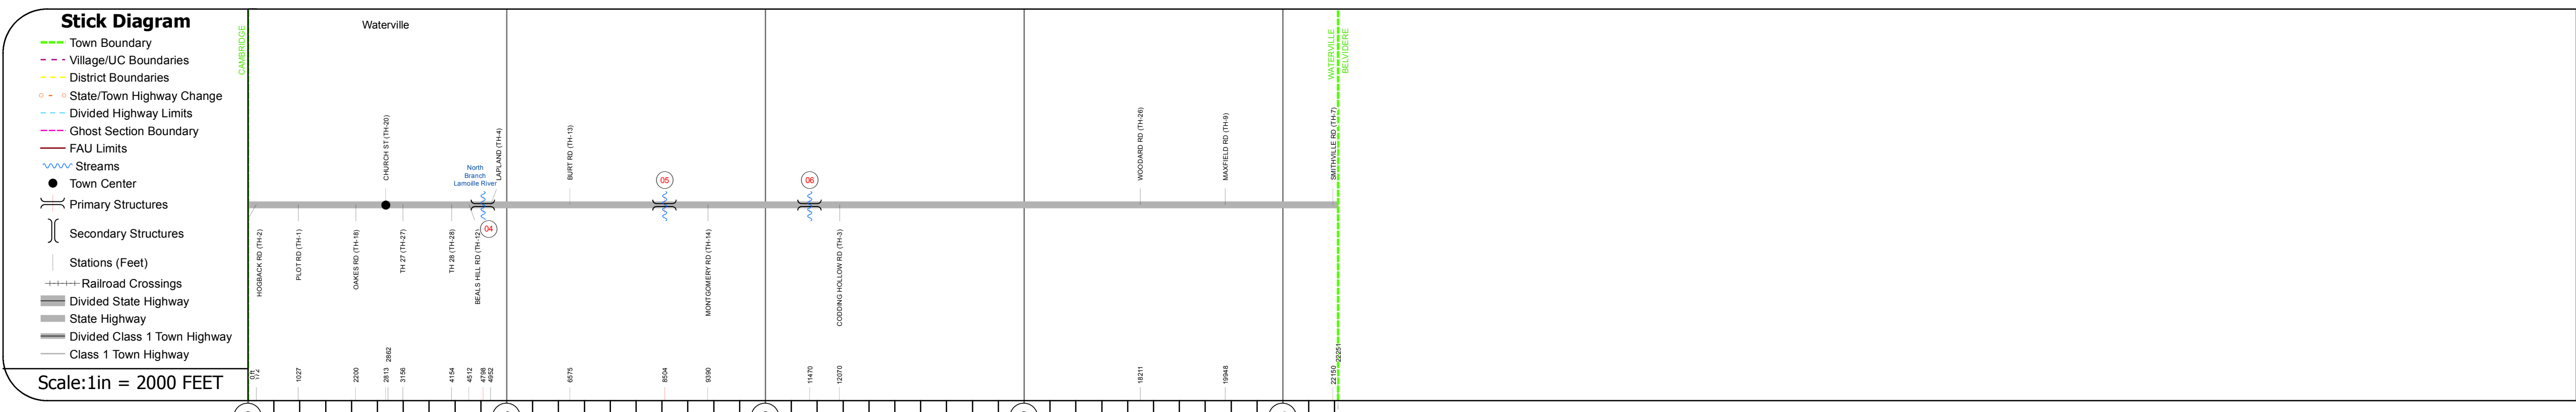 Stick Diagram
Town Boundary
Village/UC Boundaries
District Boundaries
State/Town Highway Change
Divided Highway Limits
Ghost Section Boundary
FAU Limits
Streams
Town Center
Primary Structures
Secondary Structures
Stations (Feet)
Railroad Crossings
Divided State Highway
State Highway
Divided Class 1 Town Highway
Class 1 Town Highway
Scale:1in = 2000 FEET
CAMBRIDGE
Waterville
WATERVILLE
BELVIDERE
CHURCH ST (TH-20)
North
Branch
Lamoille River
LAPLAND (TH-4)
BURT RD (TH-13)
05
06
WOODARD RD (TH-26)
MAXFIELD RD (TH-9)
SMITHVILLE RD (TH-7)
HOGBACK RD (TH-2)
PLOT RD (TH-1)
OAKES RD (TH-18)
TH 27 (TH-27)
TH 28 (TH-28)
BEALS HILL RD (TH-12)
04
MONTGOMERY RD (TH-14)
CODDING HOLLOW RD (TH-3)
0 ft
172
1027
2200
2813
2862
3156
4154
4512
4798
4952
6575
8504
9390
11470
12070
18211
19948
22150
22251